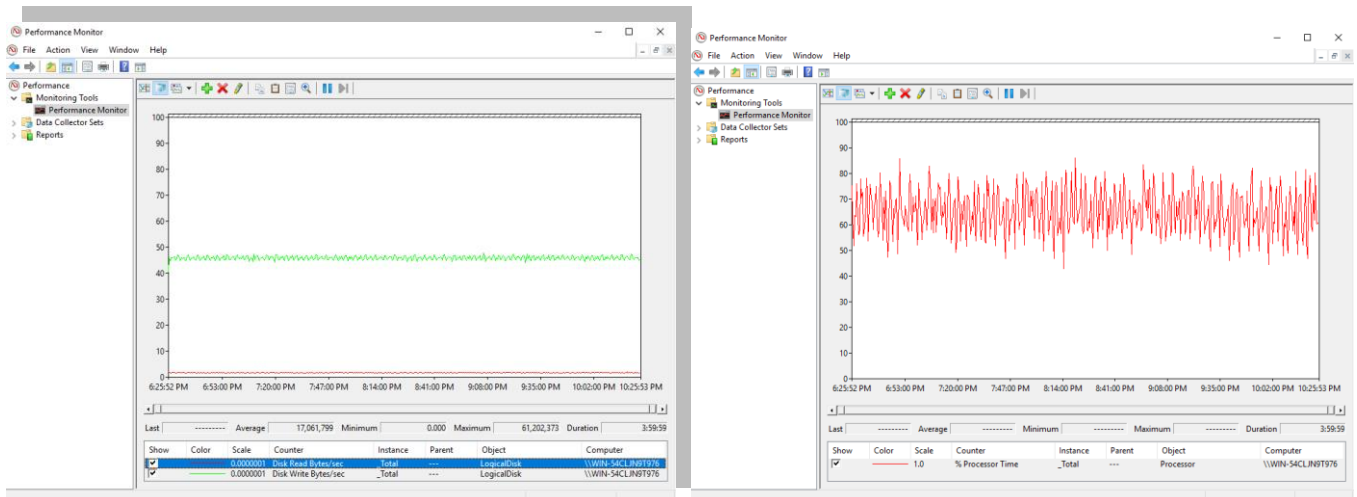 Performance Monitor
File Action View Window Help
Performance
Monitoring Tools
Performance Monitor
Data Collector Sets
Reports
100
90
80
70
60
50
40
30
20
10
0
6:25:52 PM 6:53:00 PM 7:20:00 PM 7:47:00 PM 8:14:00 PM 8:41:00 PM 9:08:00 PM 9:35:00 PM 10:02:00 PM 10:25:53 PM
Last --------- Average 17,061,799 Minimum 0.000 Maximum 61,202,373 Duration 3:59:59
Show Color Scale Counter Instance Parent Object Computer
0.0000001 Disk Read Bytes/sec _Total --- LogicalDisk \\WIN-54CLJN9T976
0.0000001 Disk Write Bytes/sec _Total --- LogicalDisk \\WIN-54CLJN9T976
Performance Monitor
File Action View Window Help
Performance
Monitoring Tools
Performance Monitor
Data Collector Sets
Reports
100
90
80
70
60
50
40
30
20
10
0
6:25:52 PM 6:53:00 PM 7:20:00 PM 7:47:00 PM 8:14:00 PM 8:41:00 PM 9:08:00 PM 9:35:00 PM 10:02:00 PM 10:25:53 PM
Last --------- Average --------- Minimum --------- Maximum --------- Duration 3:59:59
Show Color Scale Counter Instance Parent Object Computer
1.0 % Processor Time _Total --- Processor \\WIN-54CLJN9T976